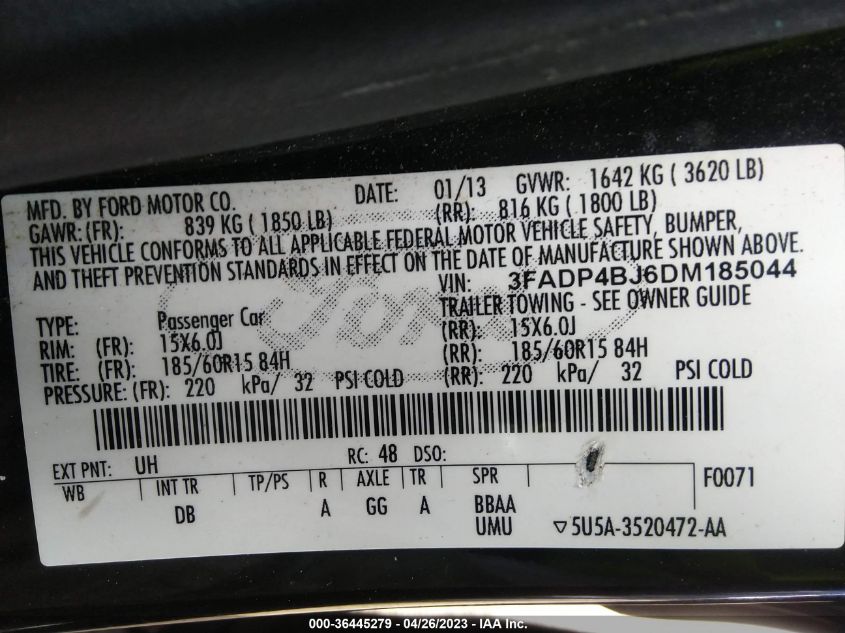 MFD. BY FORD MOTOR CO. DATE: 01/13 GVWR: 1642 KG ( 3620 LB)
GAWR:(FR): 839 KG ( 1850 LB) (RR): 816 KG ( 1800 LB)
THIS VEHICLE CONFORMS TO ALL APPLICABLE FEDERAL MOTOR VEHICLE SAFETY, BUMPER,
AND THEFT PREVENTION STANDARDS IN EFFECT ON THE DATE OF MANUFACTURE SHOWN ABOVE.
VIN: 3FADP4BJ6DM185044
TYPE: Passenger Car TRAILER TOWING - SEE OWNER GUIDE
RIM: (FR): 15X6.0J (RR): 15X6.0J
TIRE: (FR): 185/60R15 84H (RR): 185/60R15 84H
PRESSURE: (FR): 220 kPa/ 32 PSI COLD (RR): 220 kPa/ 32 PSI COLD
EXT PNT: UH RC: 48 DSO:
WB INT TR TP/PS R AXLE TR SPR F0071
DB A GG A BBAA
UMU ▽5U5A-3520472-AA
Ford
000-36445279 - 04/26/2023 - IAA Inc.